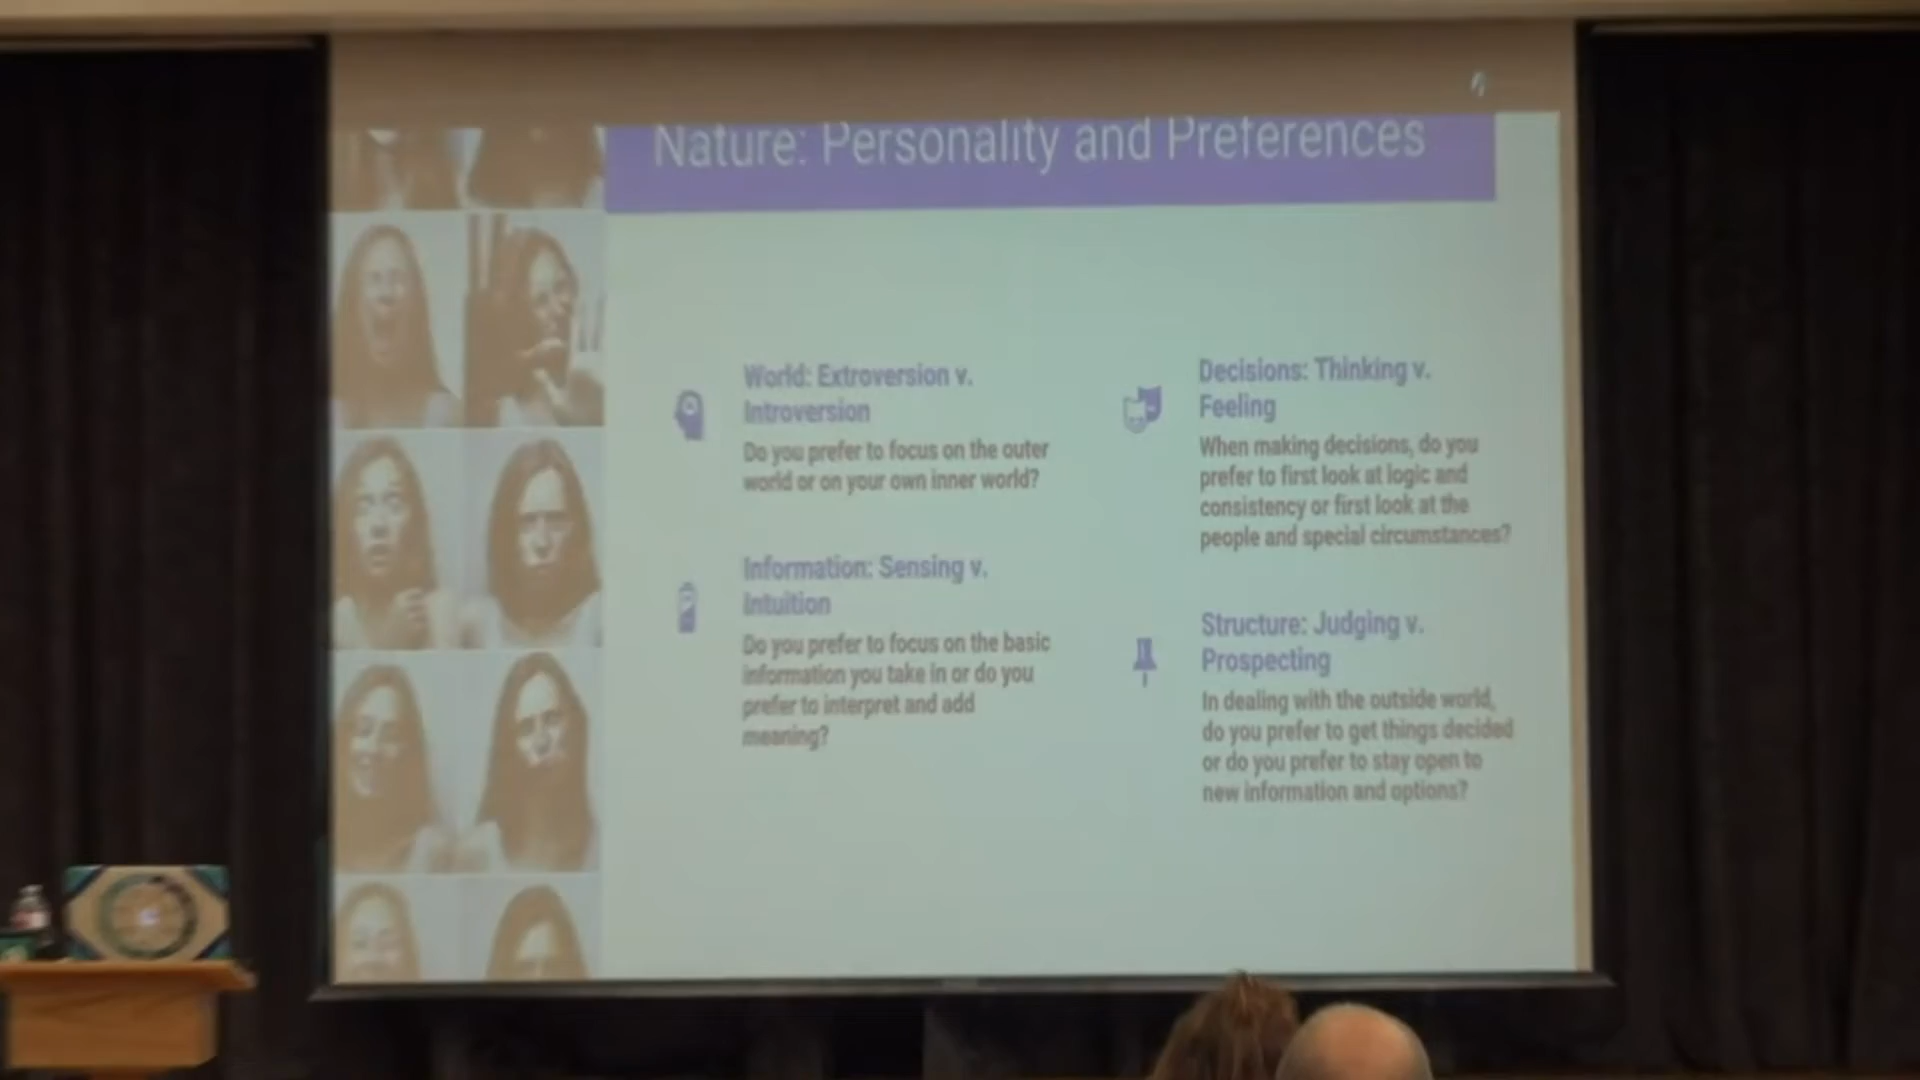 Nature: Personality and Preferences
World: Extroversion v.
Introversion
Do you prefer to focus on the outer
world or on your own inner world?
Information: Sensing v.
Intuition
Do you prefer to focus on the basic
information you take in or do you
prefer to interpret and add
meaning?
Decisions: Thinking v.
Feeling
When making decisions, do you
prefer to first look at logic and
consistency or first look at the
people and special circumstances?
Structure: Judging v.
Prospecting
In dealing with the outside world,
do you prefer to get things decided
or do you prefer to stay open to
new information and options?